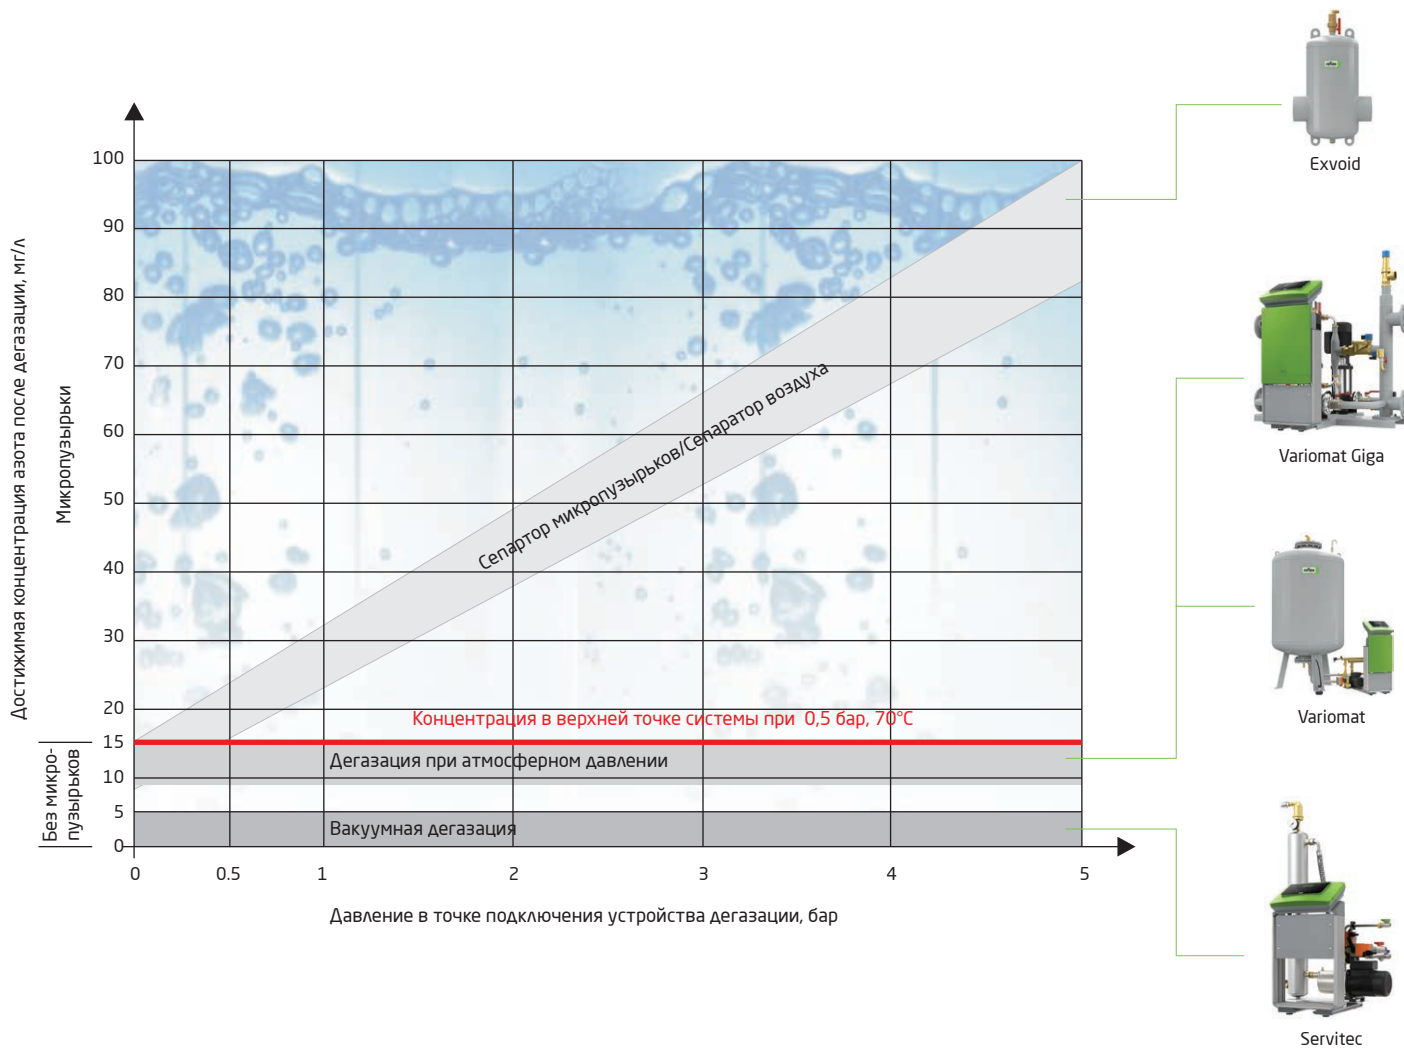 Достижимая концентрация азота после дегазации, мг/л
Микропузырьки
Без микро-
пузырьков
100
90
80
70
60
50
40
30
20
15
10
5
0
Сепартор микропузырьков/Сепаратор воздуха
Концентрация в верхней точке системы при 0,5 бар, 70°C
Дегазация при атмосферном давлении
Вакуумная дегазация
0 0.5 1 2 3 4 5
Давление в точке подключения устройства дегазации, бар
Exvoid
Variomat Giga
Variomat
Servitec